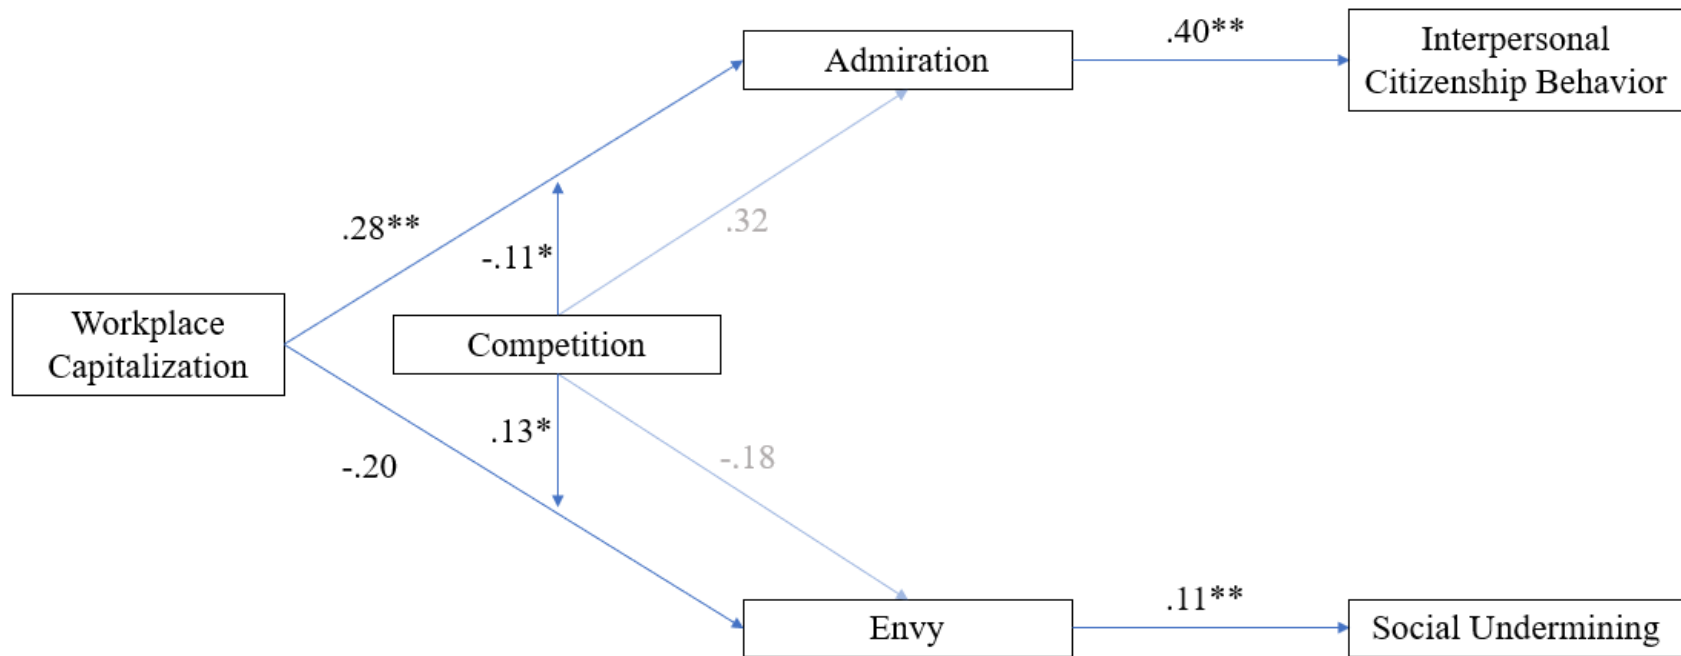 Admiration
.40**
Interpersonal
Citizenship Behavior
.28**
-.11*
.32
Workplace
Capitalization
Competition
.13*
-.20
-.18
Envy
.11**
Social Undermining